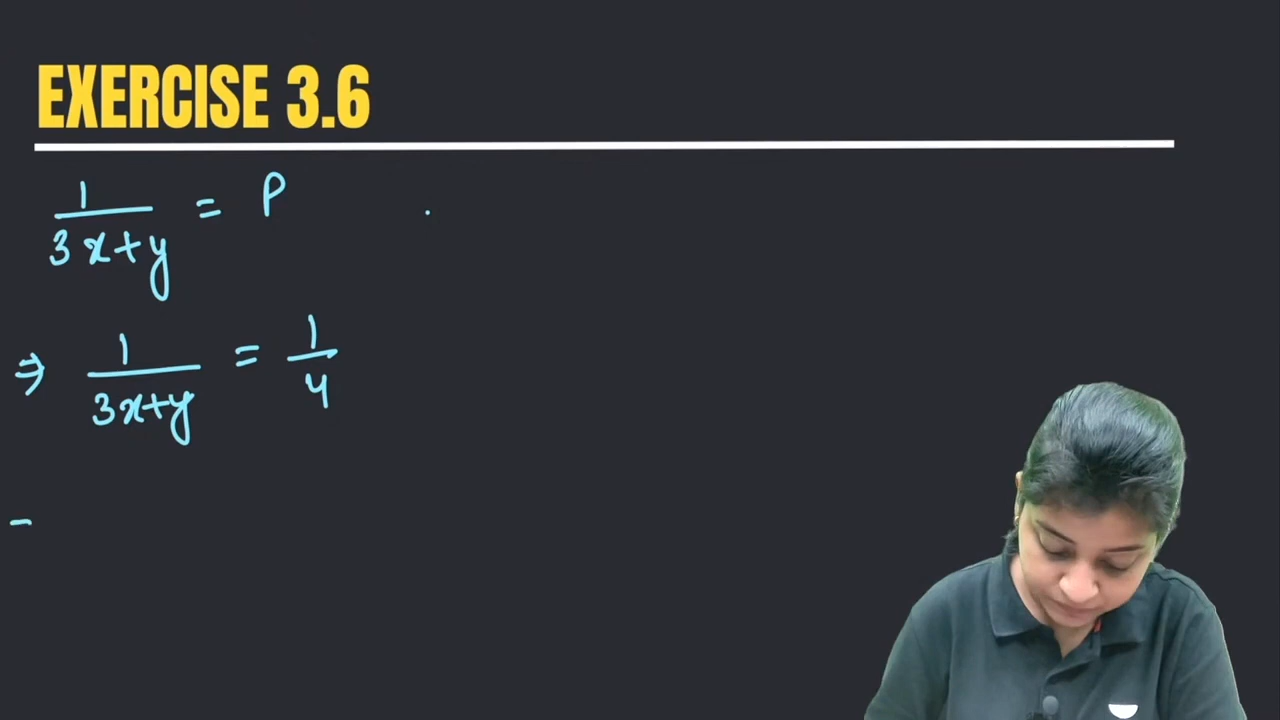 EXERCISE 3.6
1/(3x+y) = P
⇒ 1/(3x+y) = 1/4
-